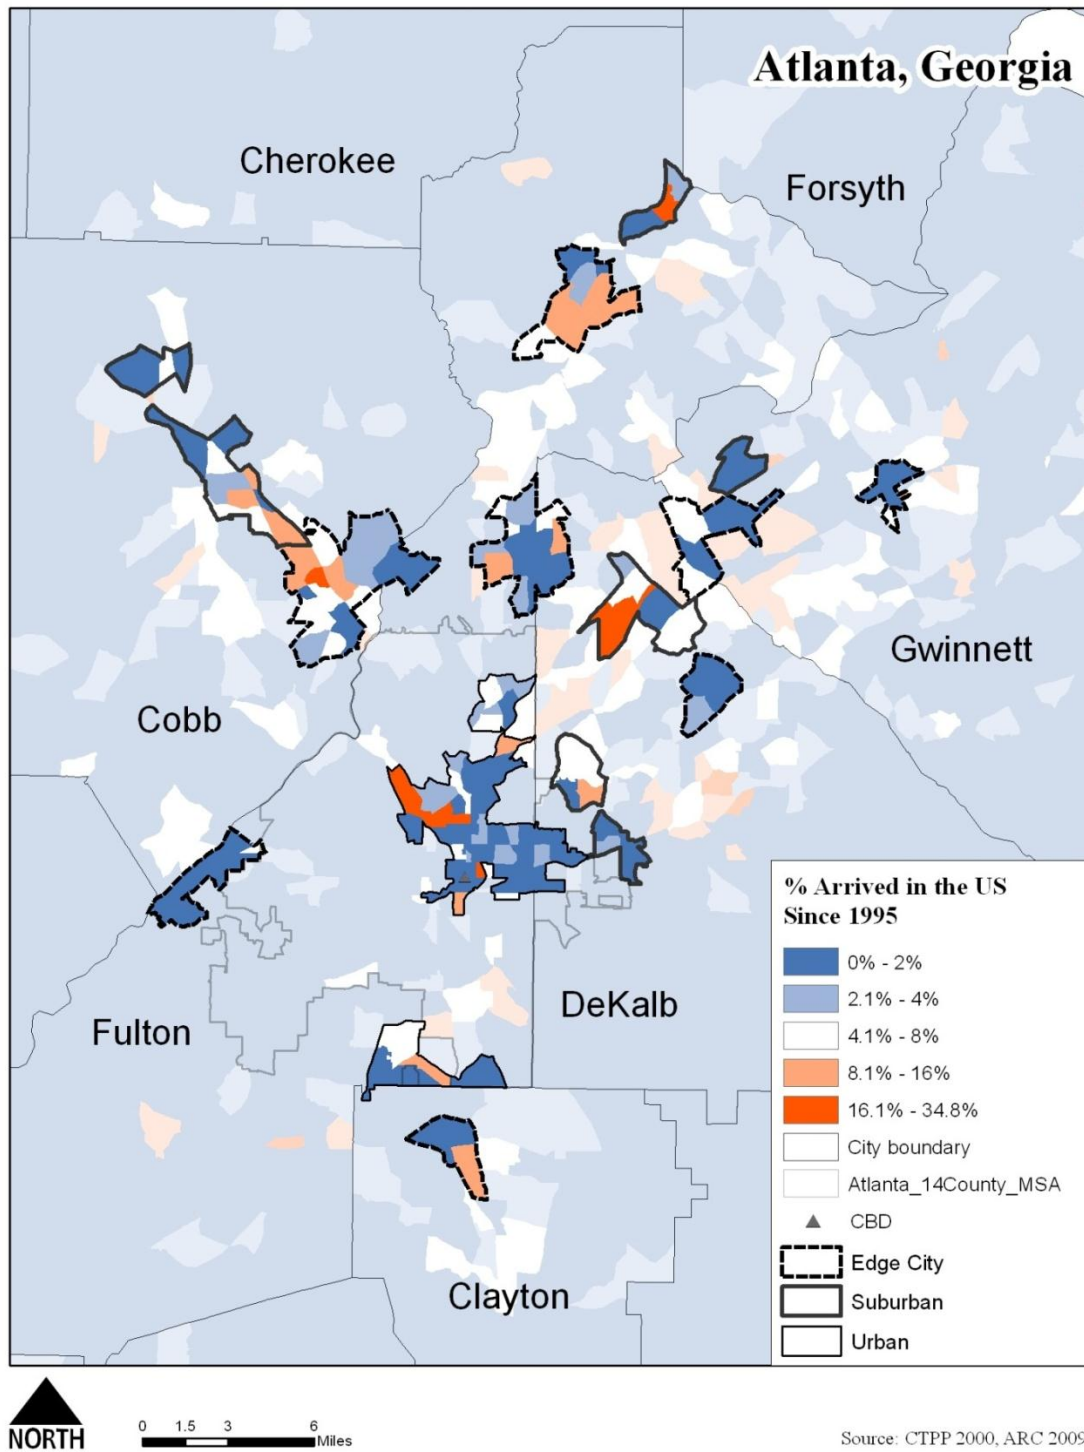 Atlanta, Georgia
Cherokee
Forsyth
Gwinnett
Cobb
DeKalb
Fulton
Clayton
% Arrived in the US
Since 1995
0% - 2%
2.1% - 4%
4.1% - 8%
8.1% - 16%
16.1% - 34.8%
City boundary
Atlanta_14County_MSA
CBD
Edge City
Suburban
Urban
NORTH
0 1.5 3 6
Miles
Source: CTPP 2000, ARC 2009